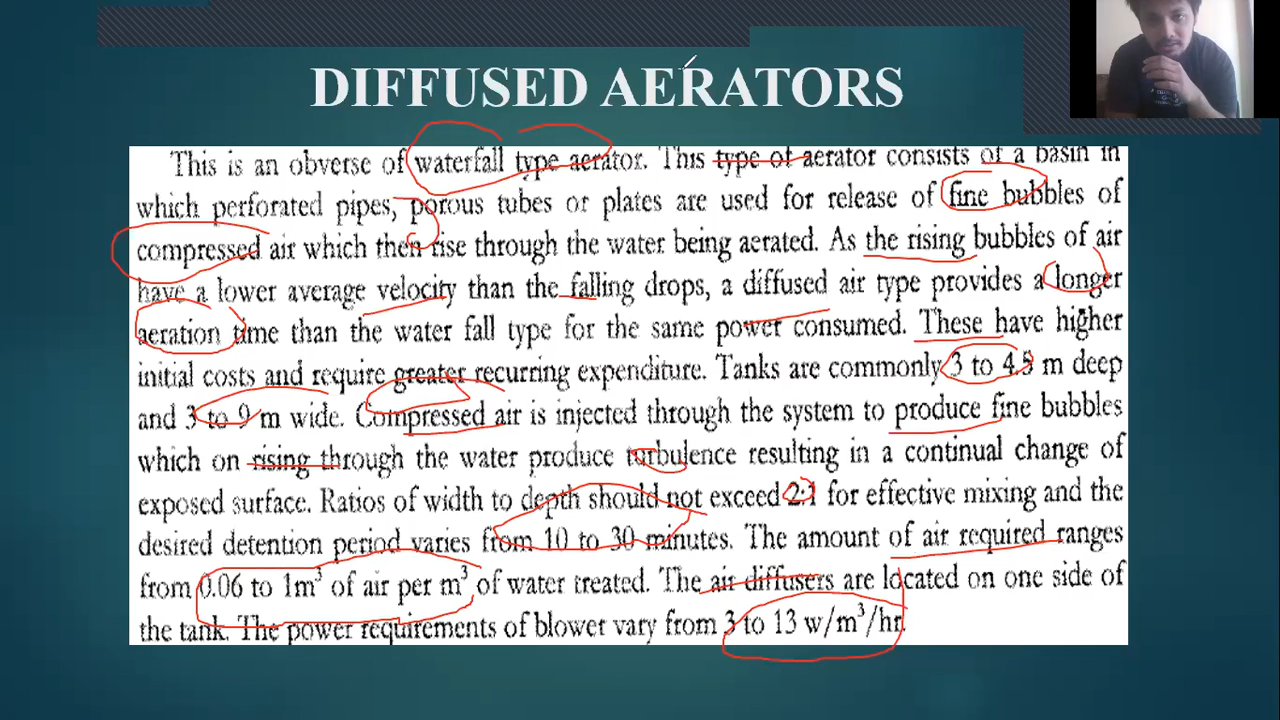 DIFFUSED AERATORS
This is an obverse of waterfall type aerator. This type of aerator consists of a basin in
which perforated pipes, porous tubes or plates are used for release of fine bubbles of
compressed air which then rise through the water being aerated. As the rising bubbles of air
have a lower average velocity than the falling drops, a diffused air type provides a longer
aeration time than the water fall type for the same power consumed. These have higher
initial costs and require greater recurring expenditure. Tanks are commonly 3 to 4.5 m deep
and 3 to 9 m wide. Compressed air is injected through the system to produce fine bubbles
which on rising through the water produce turbulence resulting in a continual change of
exposed surface. Ratios of width to depth should not exceed 2:1 for effective mixing and the
desired detention period varies from 10 to 30 minutes. The amount of air required ranges
from 0.06 to 1m³ of air per m³ of water treated. The air diffusers are located on one side of
the tank. The power requirements of blower vary from 3 to 13 w/m³/hr.